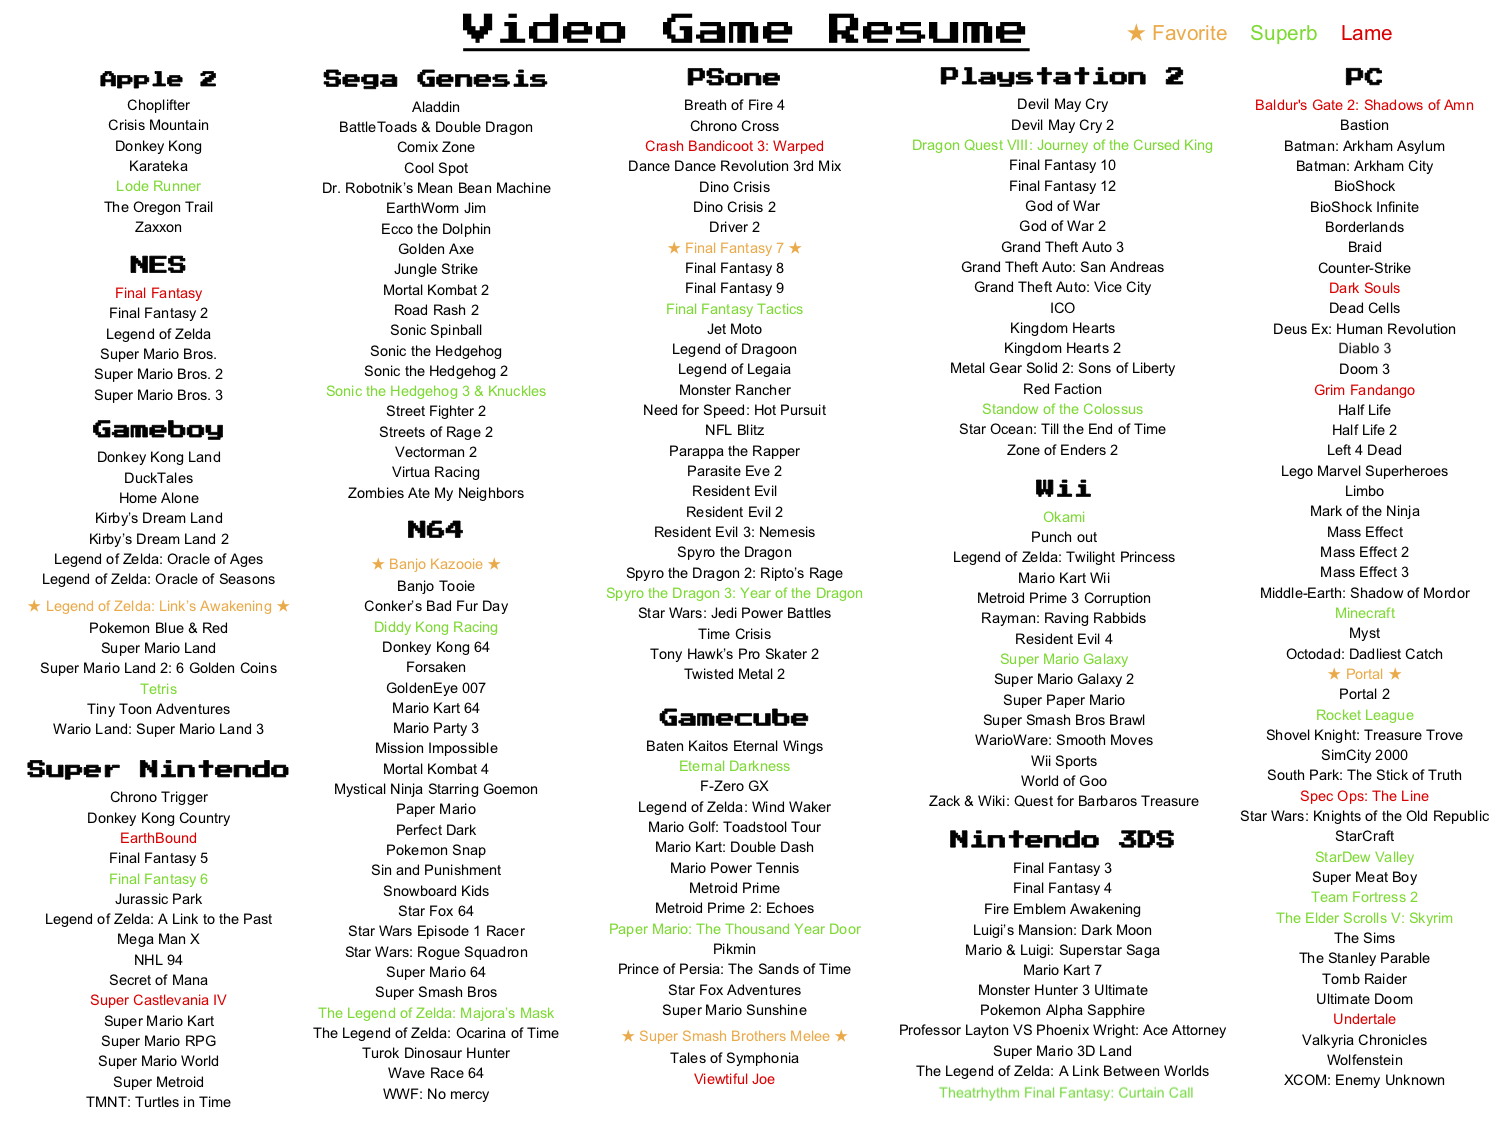 Video Game Resume
★ Favorite Superb Lame
Apple 2
Choplifter
Crisis Mountain
Donkey Kong
Karateka
Lode Runner
The Oregon Trail
Zaxxon
NES
Final Fantasy
Final Fantasy 2
Legend of Zelda
Super Mario Bros.
Super Mario Bros. 2
Super Mario Bros. 3
Gameboy
Donkey Kong Land
DuckTales
Home Alone
Kirby's Dream Land
Kirby's Dream Land 2
Legend of Zelda: Oracle of Ages
Legend of Zelda: Oracle of Seasons
★ Legend of Zelda: Link's Awakening ★
Pokemon Blue & Red
Super Mario Land
Super Mario Land 2: 6 Golden Coins
Tetris
Tiny Toon Adventures
Wario Land: Super Mario Land 3
Super Nintendo
Chrono Trigger
Donkey Kong Country
EarthBound
Final Fantasy 5
Final Fantasy 6
Jurassic Park
Legend of Zelda: A Link to the Past
Mega Man X
NHL 94
Secret of Mana
Super Castlevania IV
Super Mario Kart
Super Mario RPG
Super Mario World
Super Metroid
TMNT: Turtles in Time
Sega Genesis
Aladdin
BattleToads & Double Dragon
Comix Zone
Cool Spot
Dr. Robotnik's Mean Bean Machine
EarthWorm Jim
Ecco the Dolphin
Golden Axe
Jungle Strike
Mortal Kombat 2
Road Rash 2
Sonic Spinball
Sonic the Hedgehog
Sonic the Hedgehog 2
Sonic the Hedgehog 3 & Knuckles
Street Fighter 2
Streets of Rage 2
Vectorman 2
Virtua Racing
Zombies Ate My Neighbors
N64
★ Banjo Kazooie ★
Banjo Tooie
Conker's Bad Fur Day
Diddy Kong Racing
Donkey Kong 64
Forsaken
GoldenEye 007
Mario Kart 64
Mario Party 3
Mission Impossible
Mortal Kombat 4
Mystical Ninja Starring Goemon
Paper Mario
Perfect Dark
Pokemon Snap
Sin and Punishment
Snowboard Kids
Star Fox 64
Star Wars Episode 1 Racer
Star Wars: Rogue Squadron
Super Mario 64
Super Smash Bros
The Legend of Zelda: Majora's Mask
The Legend of Zelda: Ocarina of Time
Turok Dinosaur Hunter
Wave Race 64
WWF: No mercy
PSone
Breath of Fire 4
Chrono Cross
Crash Bandicoot 3: Warped
Dance Dance Revolution 3rd Mix
Dino Crisis
Dino Crisis 2
Driver 2
★ Final Fantasy 7 ★
Final Fantasy 8
Final Fantasy 9
Final Fantasy Tactics
Jet Moto
Legend of Dragoon
Legend of Legaia
Monster Rancher
Need for Speed: Hot Pursuit
NFL Blitz
Parappa the Rapper
Parasite Eve 2
Resident Evil
Resident Evil 2
Resident Evil 3: Nemesis
Spyro the Dragon
Spyro the Dragon 2: Ripto's Rage
Spyro the Dragon 3: Year of the Dragon
Star Wars: Jedi Power Battles
Time Crisis
Tony Hawk's Pro Skater 2
Twisted Metal 2
Gamecube
Baten Kaitos Eternal Wings
Eternal Darkness
F-Zero GX
Legend of Zelda: Wind Waker
Mario Golf: Toadstool Tour
Mario Kart: Double Dash
Mario Power Tennis
Metroid Prime
Metroid Prime 2: Echoes
Paper Mario: The Thousand Year Door
Pikmin
Prince of Persia: The Sands of Time
Star Fox Adventures
Super Mario Sunshine
★ Super Smash Brothers Melee ★
Tales of Symphonia
Viewtiful Joe
Playstation 2
Devil May Cry
Devil May Cry 2
Dragon Quest VIII: Journey of the Cursed King
Final Fantasy 10
Final Fantasy 12
God of War
God of War 2
Grand Theft Auto 3
Grand Theft Auto: San Andreas
Grand Theft Auto: Vice City
ICO
Kingdom Hearts
Kingdom Hearts 2
Metal Gear Solid 2: Sons of Liberty
Red Faction
Standow of the Colossus
Star Ocean: Till the End of Time
Zone of Enders 2
Wii
Okami
Punch out
Legend of Zelda: Twilight Princess
Mario Kart Wii
Metroid Prime 3 Corruption
Rayman: Raving Rabbids
Resident Evil 4
Super Mario Galaxy
Super Mario Galaxy 2
Super Paper Mario
Super Smash Bros Brawl
WarioWare: Smooth Moves
Wii Sports
World of Goo
Zack & Wiki: Quest for Barbaros Treasure
Nintendo 3DS
Final Fantasy 3
Final Fantasy 4
Fire Emblem Awakening
Luigi's Mansion: Dark Moon
Mario & Luigi: Superstar Saga
Mario Kart 7
Monster Hunter 3 Ultimate
Pokemon Alpha Sapphire
Professor Layton VS Phoenix Wright: Ace Attorney
Super Mario 3D Land
The Legend of Zelda: A Link Between Worlds
Theatrhythm Final Fantasy: Curtain Call
PC
Baldur's Gate 2: Shadows of Amn
Bastion
Batman: Arkham Asylum
Batman: Arkham City
BioShock
BioShock Infinite
Borderlands
Braid
Counter-Strike
Dark Souls
Dead Cells
Deus Ex: Human Revolution
Diablo 3
Doom 3
Grim Fandango
Half Life
Half Life 2
Left 4 Dead
Lego Marvel Superheroes
Limbo
Mark of the Ninja
Mass Effect
Mass Effect 2
Mass Effect 3
Middle-Earth: Shadow of Mordor
Minecraft
Myst
Octodad: Dadliest Catch
★ Portal ★
Portal 2
Rocket League
Shovel Knight: Treasure Trove
SimCity 2000
South Park: The Stick of Truth
Spec Ops: The Line
Star Wars: Knights of the Old Republic
StarCraft
StarDew Valley
Super Meat Boy
Team Fortress 2
The Elder Scrolls V: Skyrim
The Sims
The Stanley Parable
Tomb Raider
Ultimate Doom
Undertale
Valkyria Chronicles
Wolfenstein
XCOM: Enemy Unknown